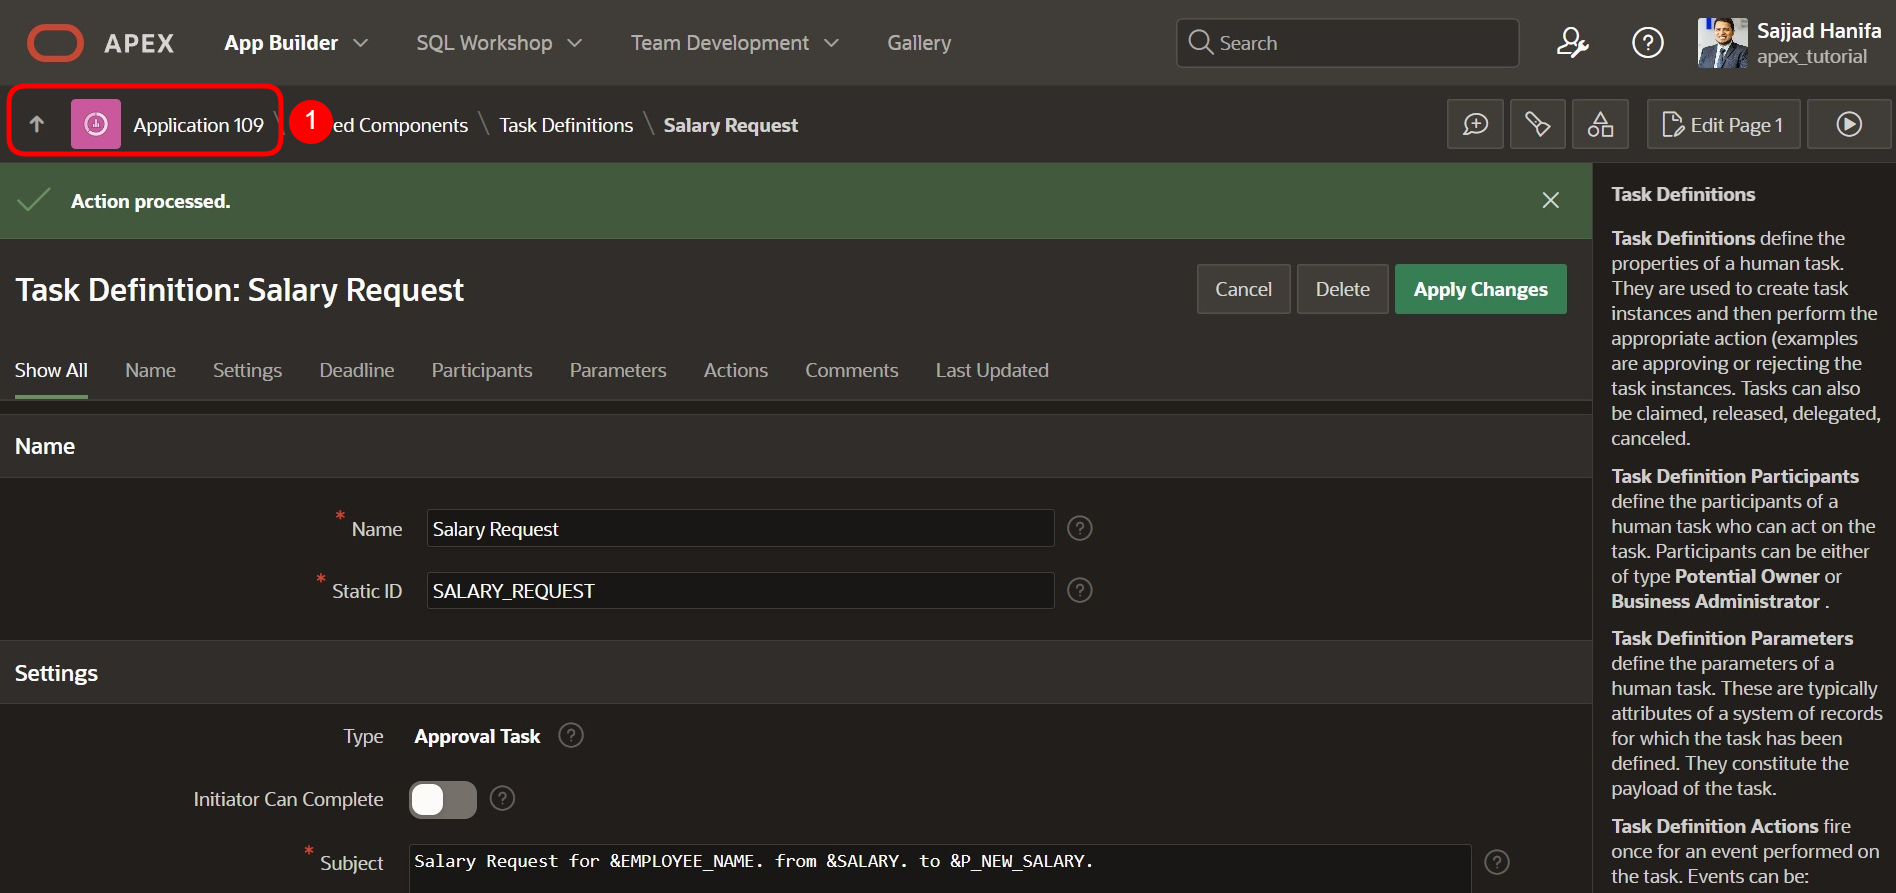 APEX App Builder SQL Workshop Team Development Gallery Search Sajjad Hanifa
apex_tutorial
Application 109 \ 1 ed Components \ Task Definitions \ Salary Request Edit Page 1
Action processed.
Task Definition: Salary Request Cancel Delete Apply Changes
Show All Name Settings Deadline Participants Parameters Actions Comments Last Updated
Name
* Name Salary Request
* Static ID SALARY_REQUEST
Settings
Type Approval Task
Initiator Can Complete
* Subject Salary Request for &EMPLOYEE_NAME. from &SALARY. to &P_NEW_SALARY.
Task Definitions
Task Definitions define the
properties of a human task.
They are used to create task
instances and then perform the
appropriate action (examples
are approving or rejecting the
task instances. Tasks can also
be claimed, released, delegated,
canceled.
Task Definition Participants
define the participants of a
human task who can act on the
task. Participants can be either
of type Potential Owner or
Business Administrator .
Task Definition Parameters
define the parameters of a
human task. These are typically
attributes of a system of records
for which the task has been
defined. They constitute the
payload of the task.
Task Definition Actions fire
once for an event performed on
the task. Events can be: